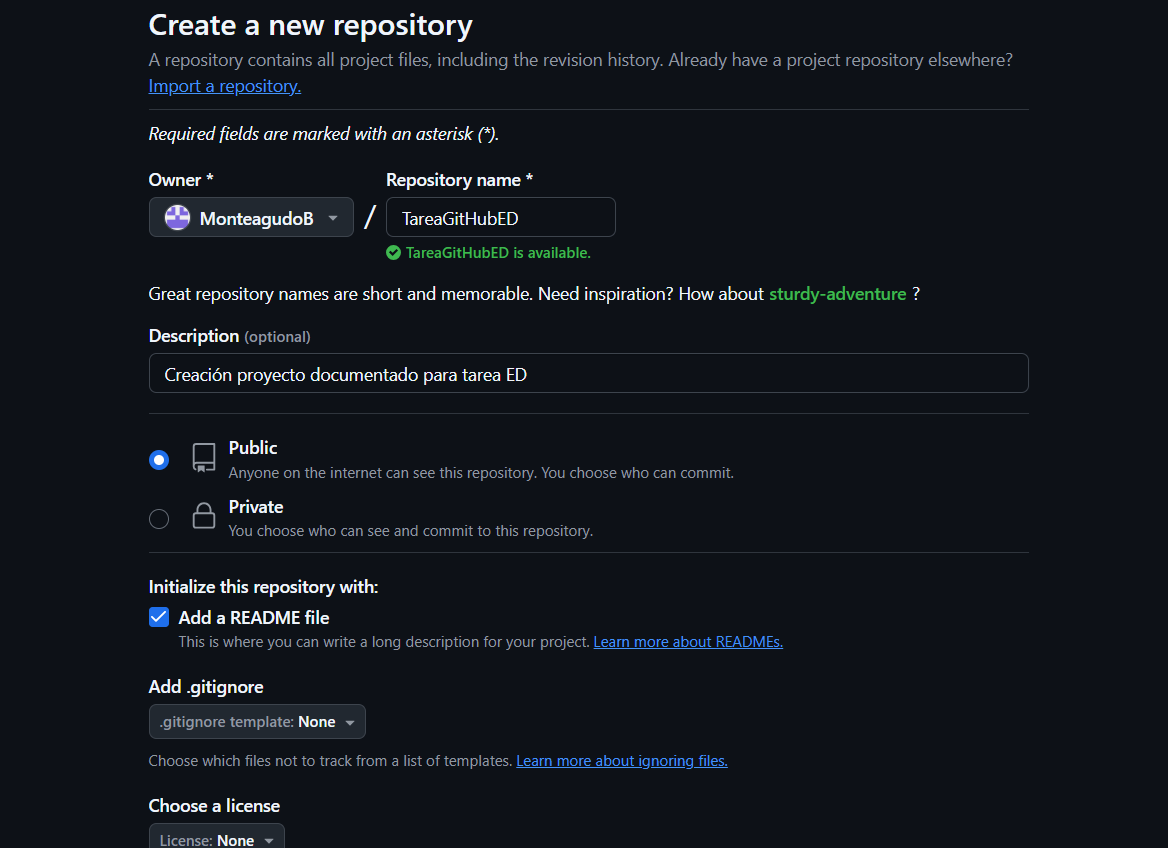 Create a new repository
A repository contains all project files, including the revision history. Already have a project repository elsewhere?
Import a repository.
Required fields are marked with an asterisk (*).
Owner * Repository name *
MonteagudoB / TareaGitHubED
TareaGitHubED is available.
Great repository names are short and memorable. Need inspiration? How about sturdy-adventure ?
Description (optional)
Creación proyecto documentado para tarea ED
Public
Anyone on the internet can see this repository. You choose who can commit.
Private
You choose who can see and commit to this repository.
Initialize this repository with:
Add a README file
This is where you can write a long description for your project. Learn more about READMEs.
Add .gitignore
.gitignore template: None
Choose which files not to track from a list of templates. Learn more about ignoring files.
Choose a license
License: None